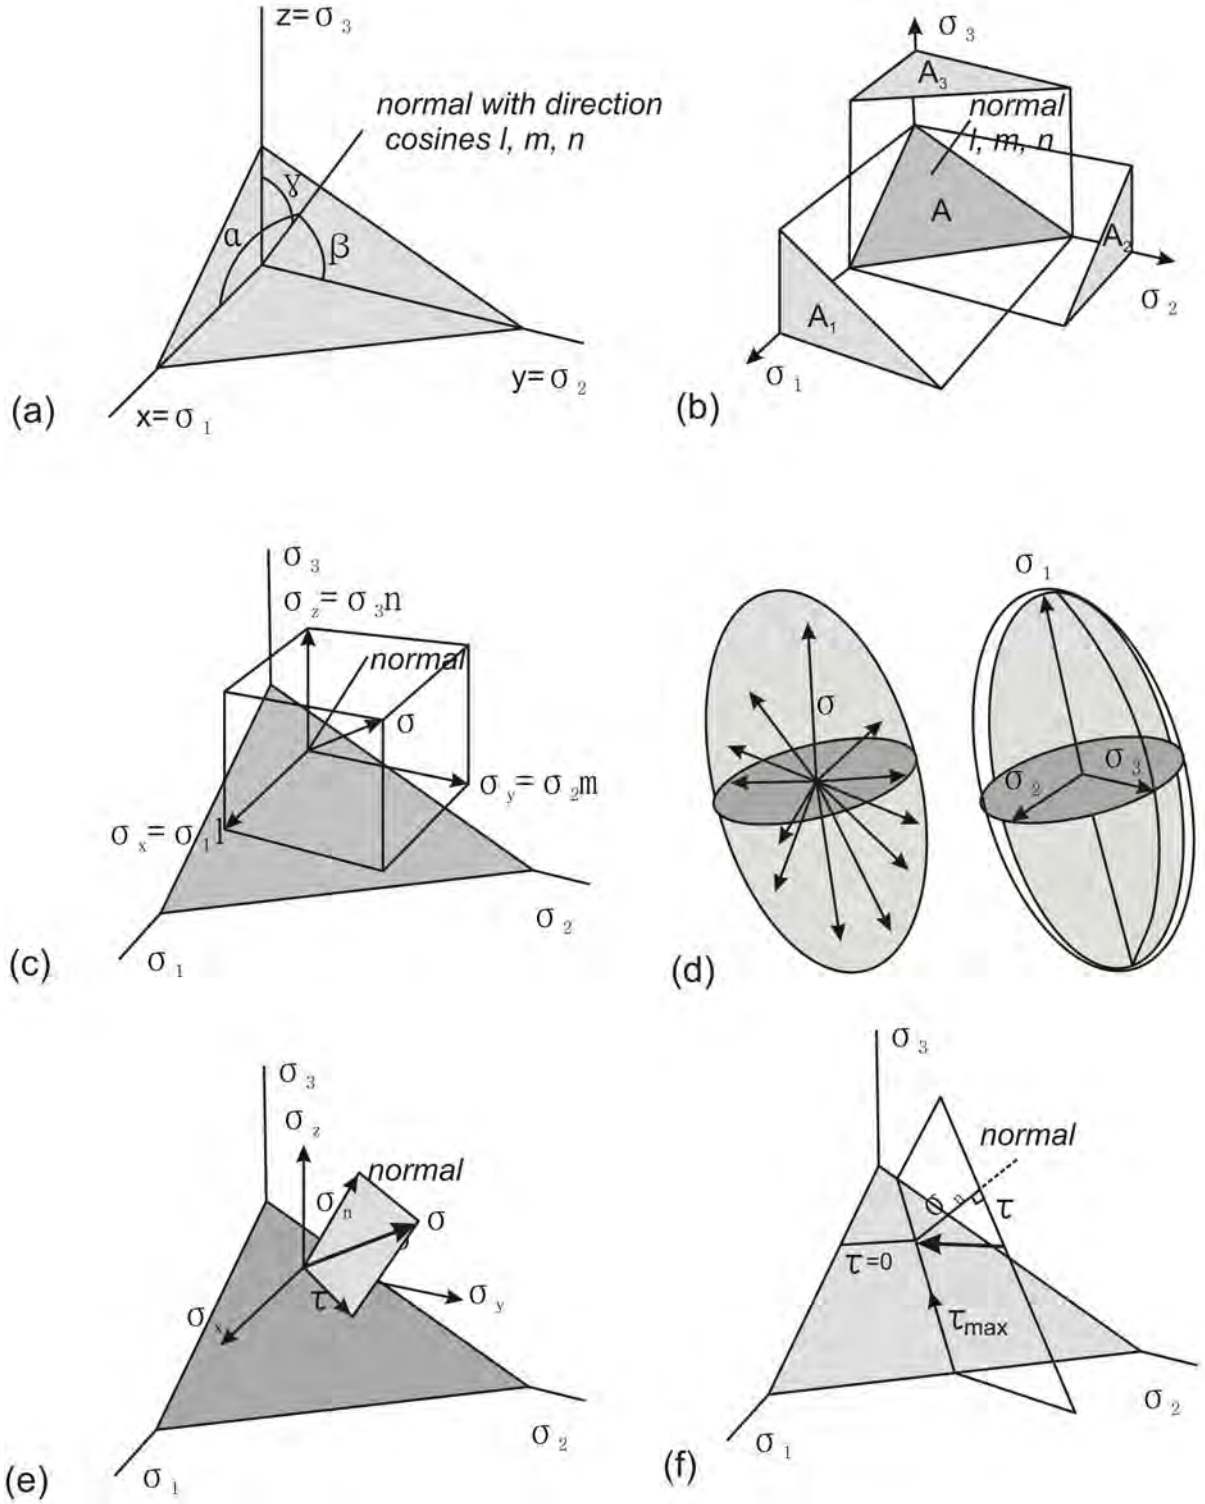 z=σ 3
normal with direction
cosines l, m, n
γ
α
β
y=σ 2
x=σ 1
(a)
σ 3
A3
normal
l, m, n
A
A2
σ 2
A1
σ 1
(b)
σ 3
σ z= σ 3n
normal
σ
σ y= σ 2m
σ x= σ 1l
σ 2
σ 1
(c)
σ 1
σ
σ 3
σ 2
(d)
σ 3
σ z
normal
σ n
σ
τ
σ y
σ x
σ 2
σ 1
(e)
σ 3
normal
σ n
τ
τ=0
τmax
σ 2
σ 1
(f)